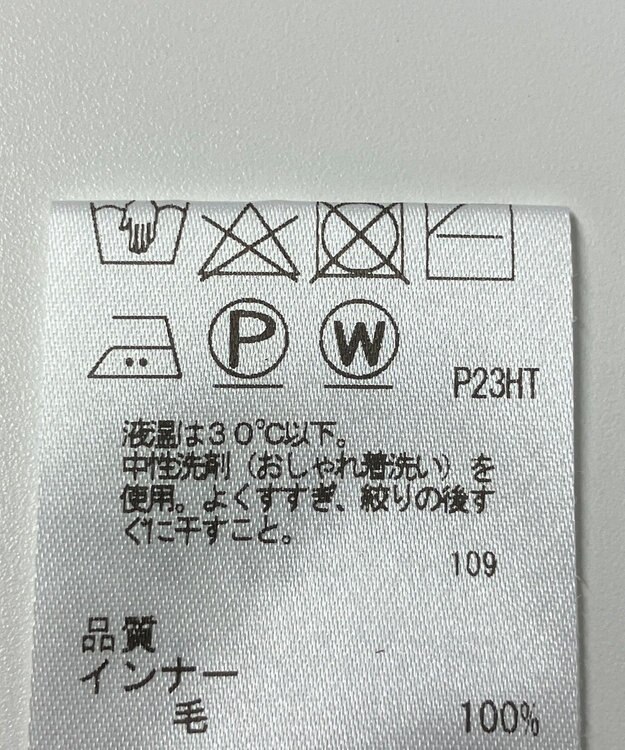 P W
P23HT
液温は30℃以下。
中性洗剤（おしゃれ着洗い）を
使用。よくすすぎ、絞りの後す
ぐに干すこと。
109
品質
インナー
毛 100%